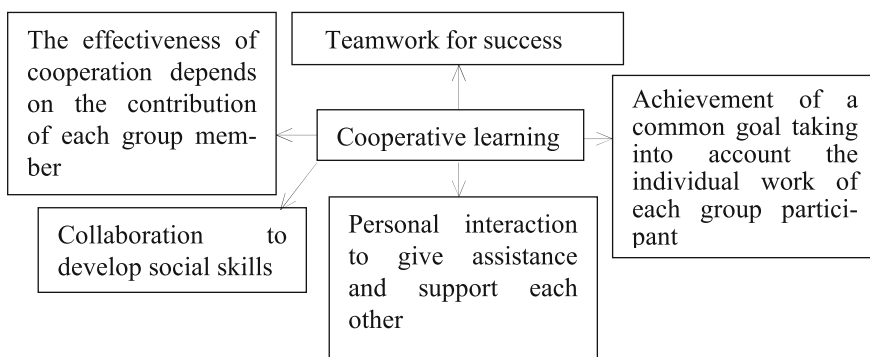 The effectiveness of
cooperation depends
on the contribution
of each group mem-
ber
Teamwork for success
Cooperative learning
Achievement of a
common goal taking
into account the
individual work of
each group partici-
pant
Collaboration to
develop social skills
Personal interaction
to give assistance
and support each
other